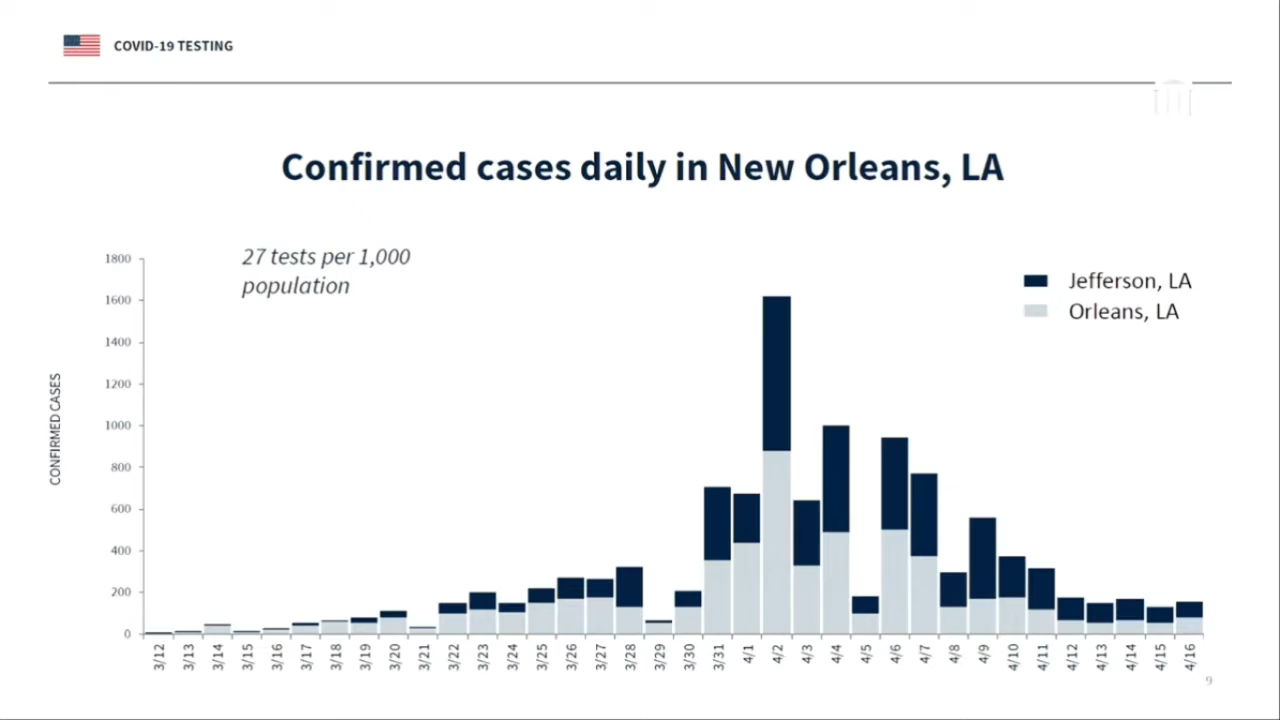 COVID-19 TESTING
Confirmed cases daily in New Orleans, LA
27 tests per 1,000
population
Jefferson, LA
Orleans, LA
CONFIRMED CASES
1800
1600
1400
1200
1000
800
600
400
200
0
3/12 3/13 3/14 3/15 3/16 3/17 3/18 3/19 3/20 3/21 3/22 3/23 3/24 3/25 3/26 3/27 3/28 3/29 3/30 3/31 4/1 4/2 4/3 4/4 4/5 4/6 4/7 4/8 4/9 4/10 4/11 4/12 4/13 4/14 4/15 4/16
9